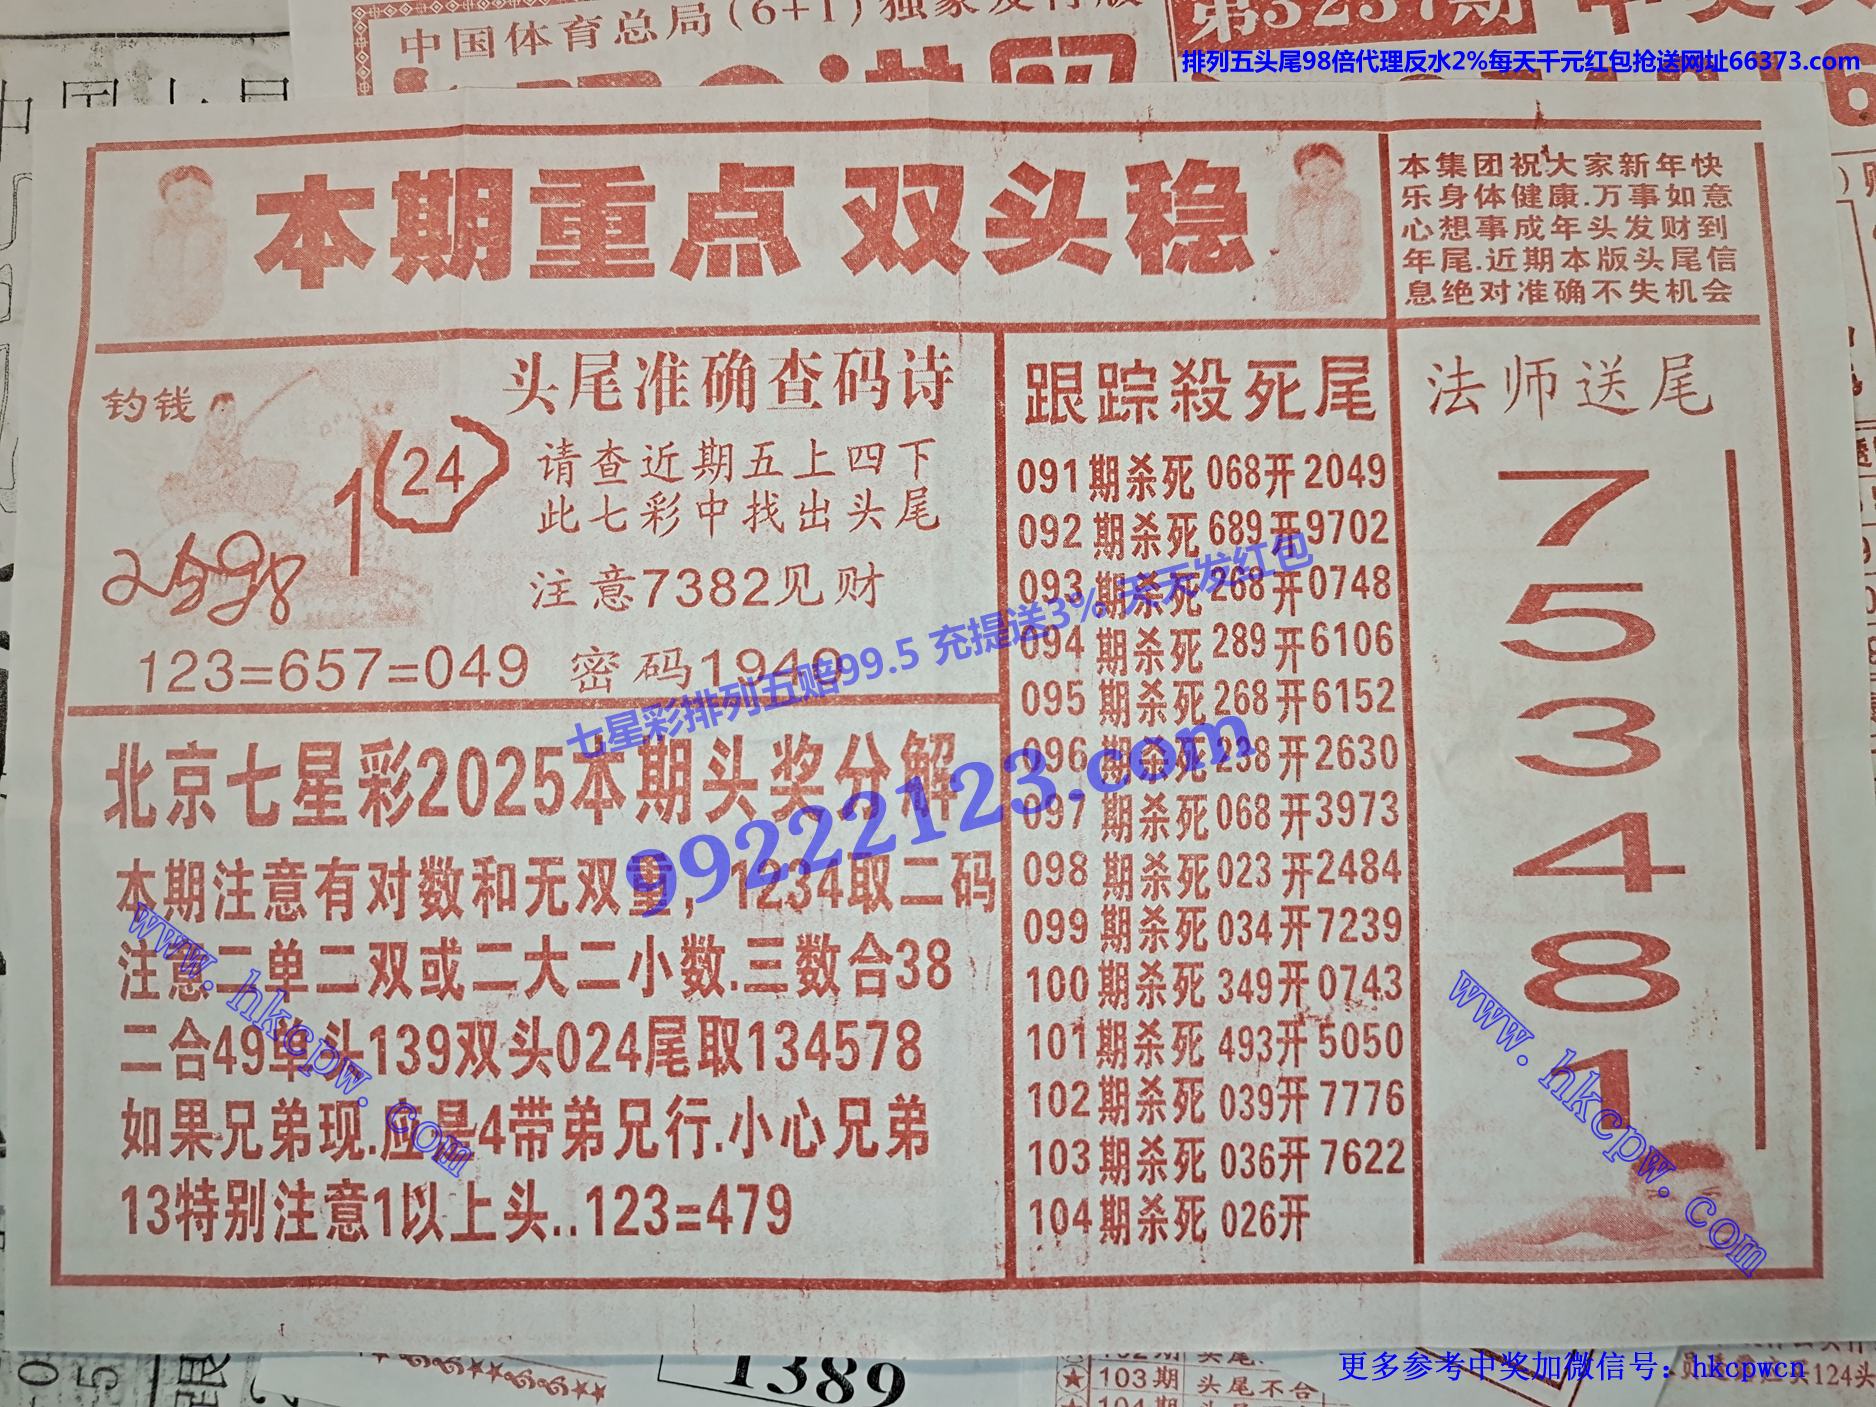 中国体育总局(6+1)独家发行版
第3237期
排列五头尾98倍代理反水2%每天千元红包抢送网址66373.com
本期重点 双头稳
本集团祝大家新年快
乐身体健康.万事如意
心想事成年头发财到
年尾.近期本版头尾信
息绝对准确不失机会
钓钱
1
24
头尾准确查码诗
请查近期五上四下
此七彩中找出头尾
注意7382见财
123=657=049 密码1940
七星彩排列五赔99.5 充提送3% 天天发红包
99222123.com
北京七星彩2025本期头奖分解
本期注意有对数和无双重,1234取二码
注意二单二双或二大二小数.三数合38
二合49单头139双头024尾取134578
如果兄弟现.应是4带弟兄行.小心兄弟
13特别注意1以上头..123=479
跟踪殺死尾
091期杀死068开2049
092期杀死689开9702
093期杀死268开0748
094期杀死289开6106
095期杀死268开6152
096期杀死238开2630
097期杀死068开3973
098期杀死023开2484
099期杀死034开7239
100期杀死349开0743
101期杀死493开5050
102期杀死039开7776
103期杀死036开7622
104期杀死026开
法师送尾
7
5
3
4
8
1
www.hkcpw.com
www.hkcpw.com
1389
103期 头尾不合
更多参考中奖加微信号：hkcpwcn
124头